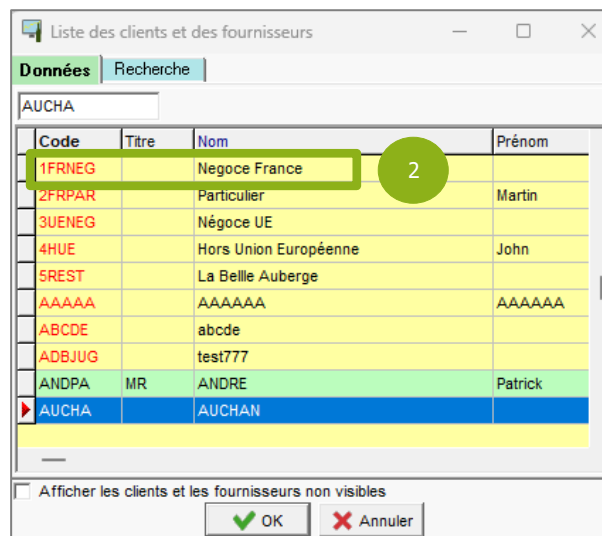 Liste des clients et des fournisseurs
Données Recherche
AUCHA
Code Titre Nom Prénom
1FRNEG Negoce France 2
2FRPAR Particulier Martin
3UENEG Négoce UE
4HUE Hors Union Européenne John
5REST La Bellle Auberge
AAAAA AAAAAA AAAAAA
ABCDE abcde
ADBJUG test777
ANDPA MR ANDRE Patrick
AUCHA AUCHAN
Afficher les clients et les fournisseurs non visibles
OK Annuler